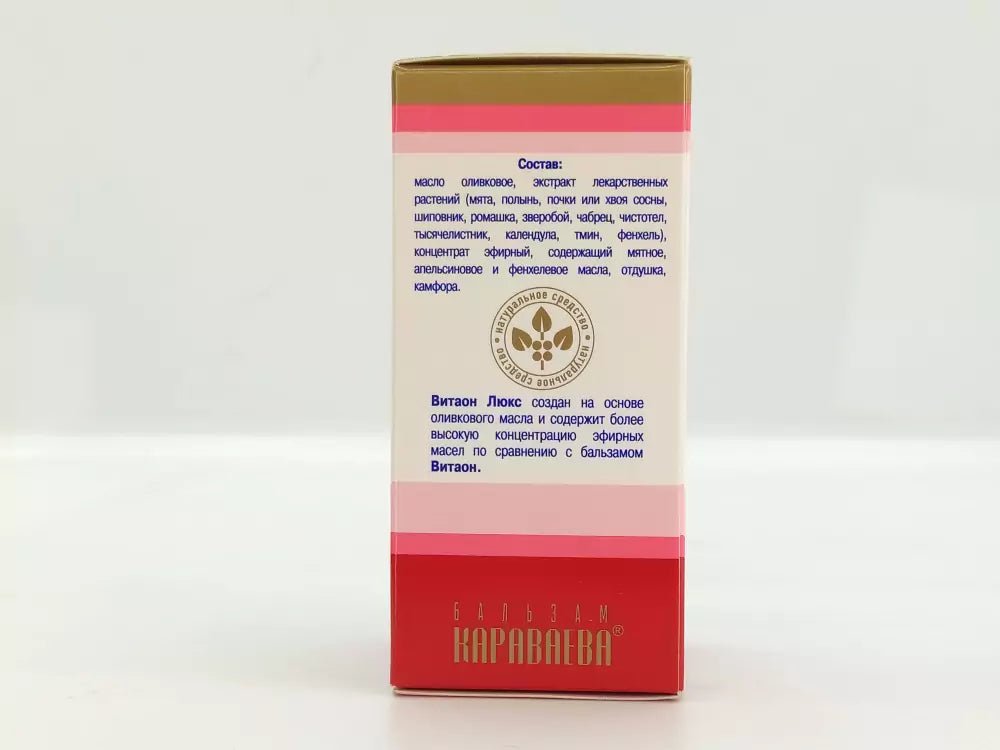 Состав:
масло оливковое, экстракт лекарственных
растений (мята, полынь, почки или хвоя сосны,
шиповник, ромашка, зверобой, чабрец, чистотел,
тысячелистник, календула, тмин, фенхель),
концентрат эфирный, содержащий мятное,
апельсиновое и фенхелевое масла, отдушка,
камфора.
• натуральное средство • натуральное средство
Витаон Люкс создан на основе
оливкового масла и содержит более
высокую концентрацию эфирных
масел по сравнению с бальзамом
Витаон.
БАЛЬЗАМ
КАРАВАЕВА®